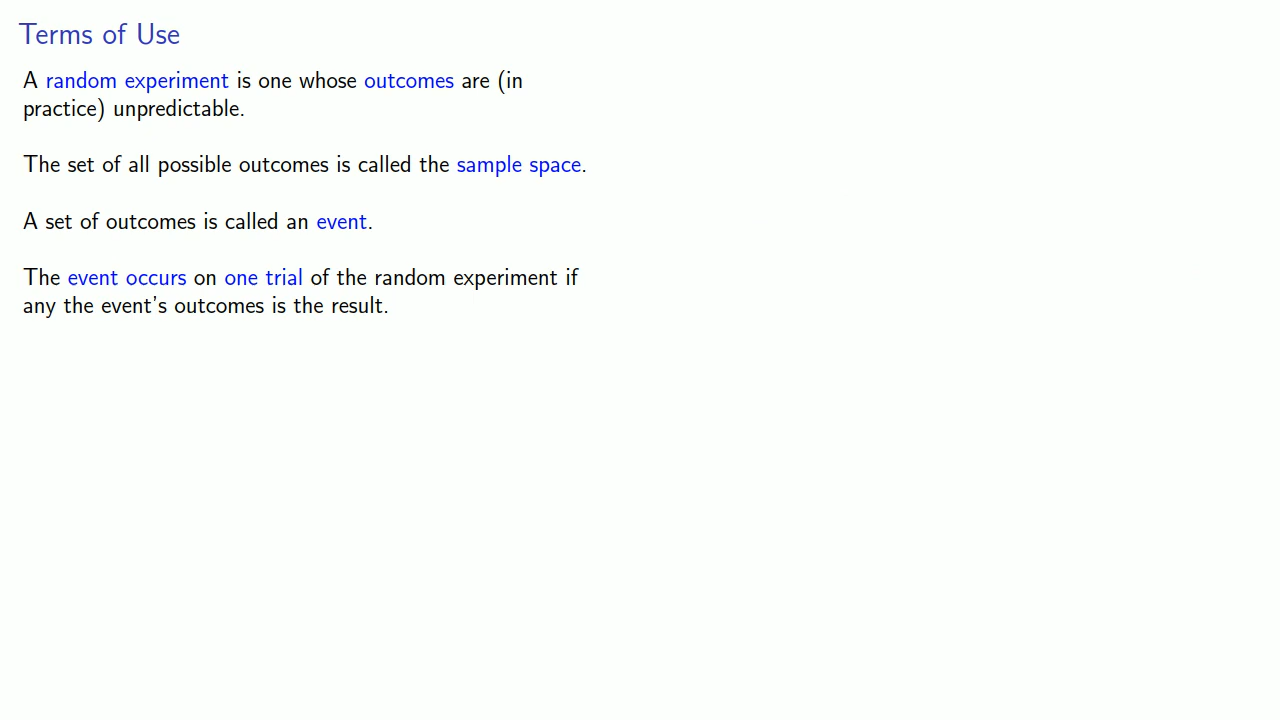 Terms of Use
A random experiment is one whose outcomes are (in
practice) unpredictable.
The set of all possible outcomes is called the sample space.
A set of outcomes is called an event.
The event occurs on one trial of the random experiment if
any the event's outcomes is the result.